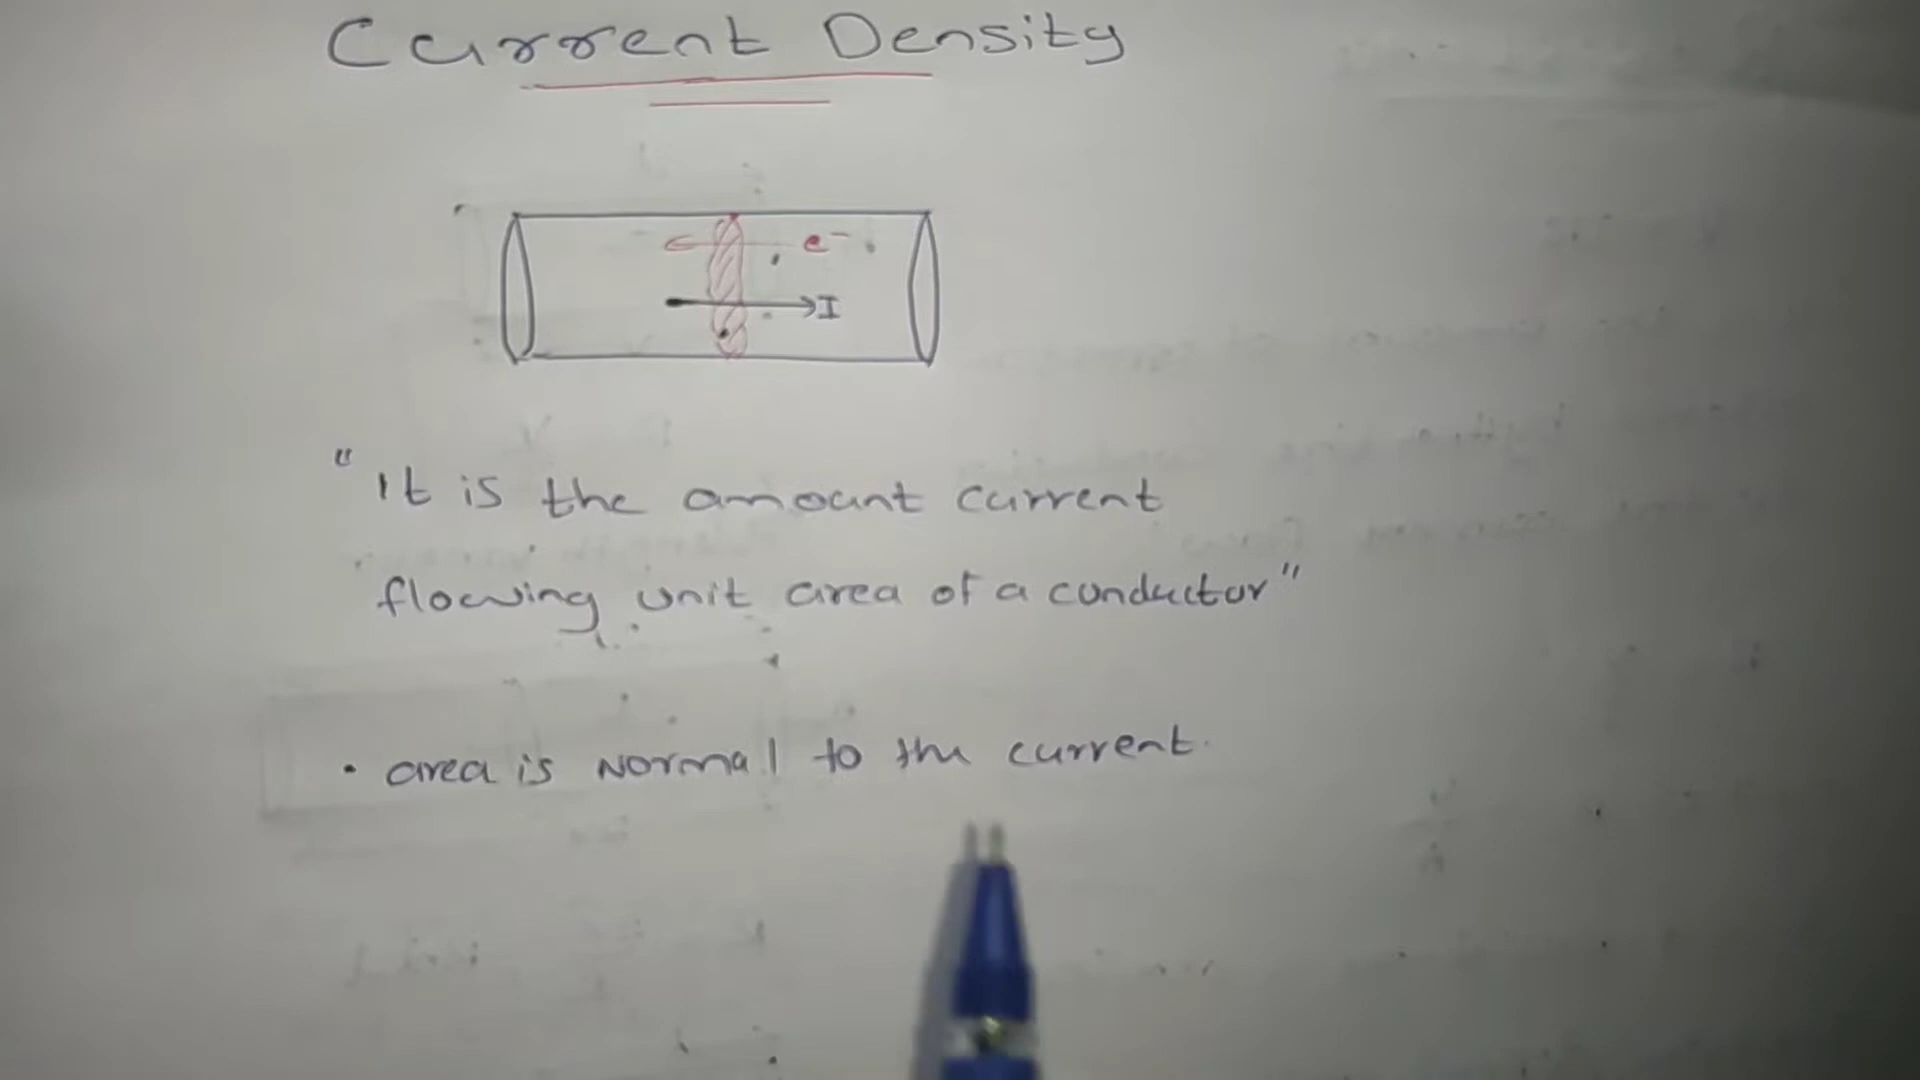 Current Density
e⁻
I
"It is the amount current
flowing unit area of a conductor"
• area is Normal to the current.